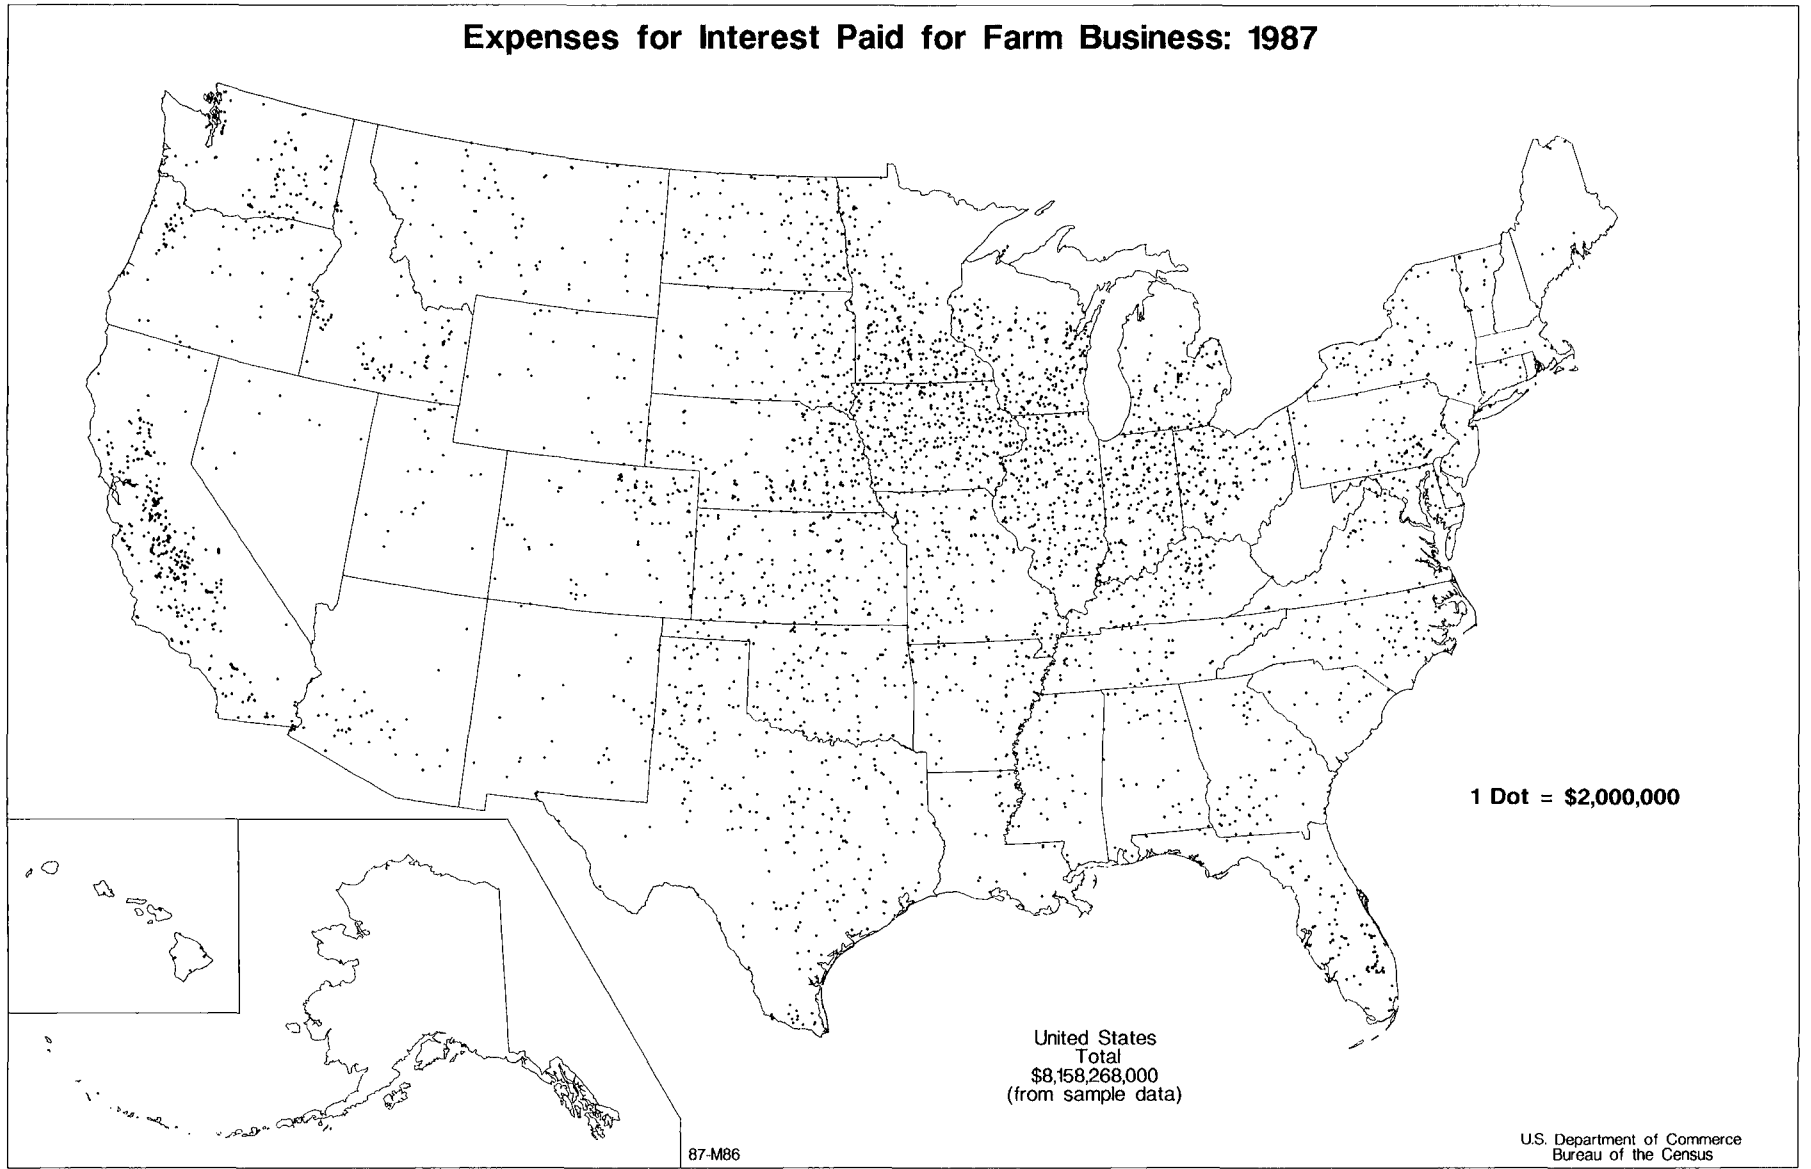 Expenses for Interest Paid for Farm Business: 1987
1 Dot = $2,000,000
United States
Total
$8,158,268,000
(from sample data)
87-M86
U.S. Department of Commerce
Bureau of the Census